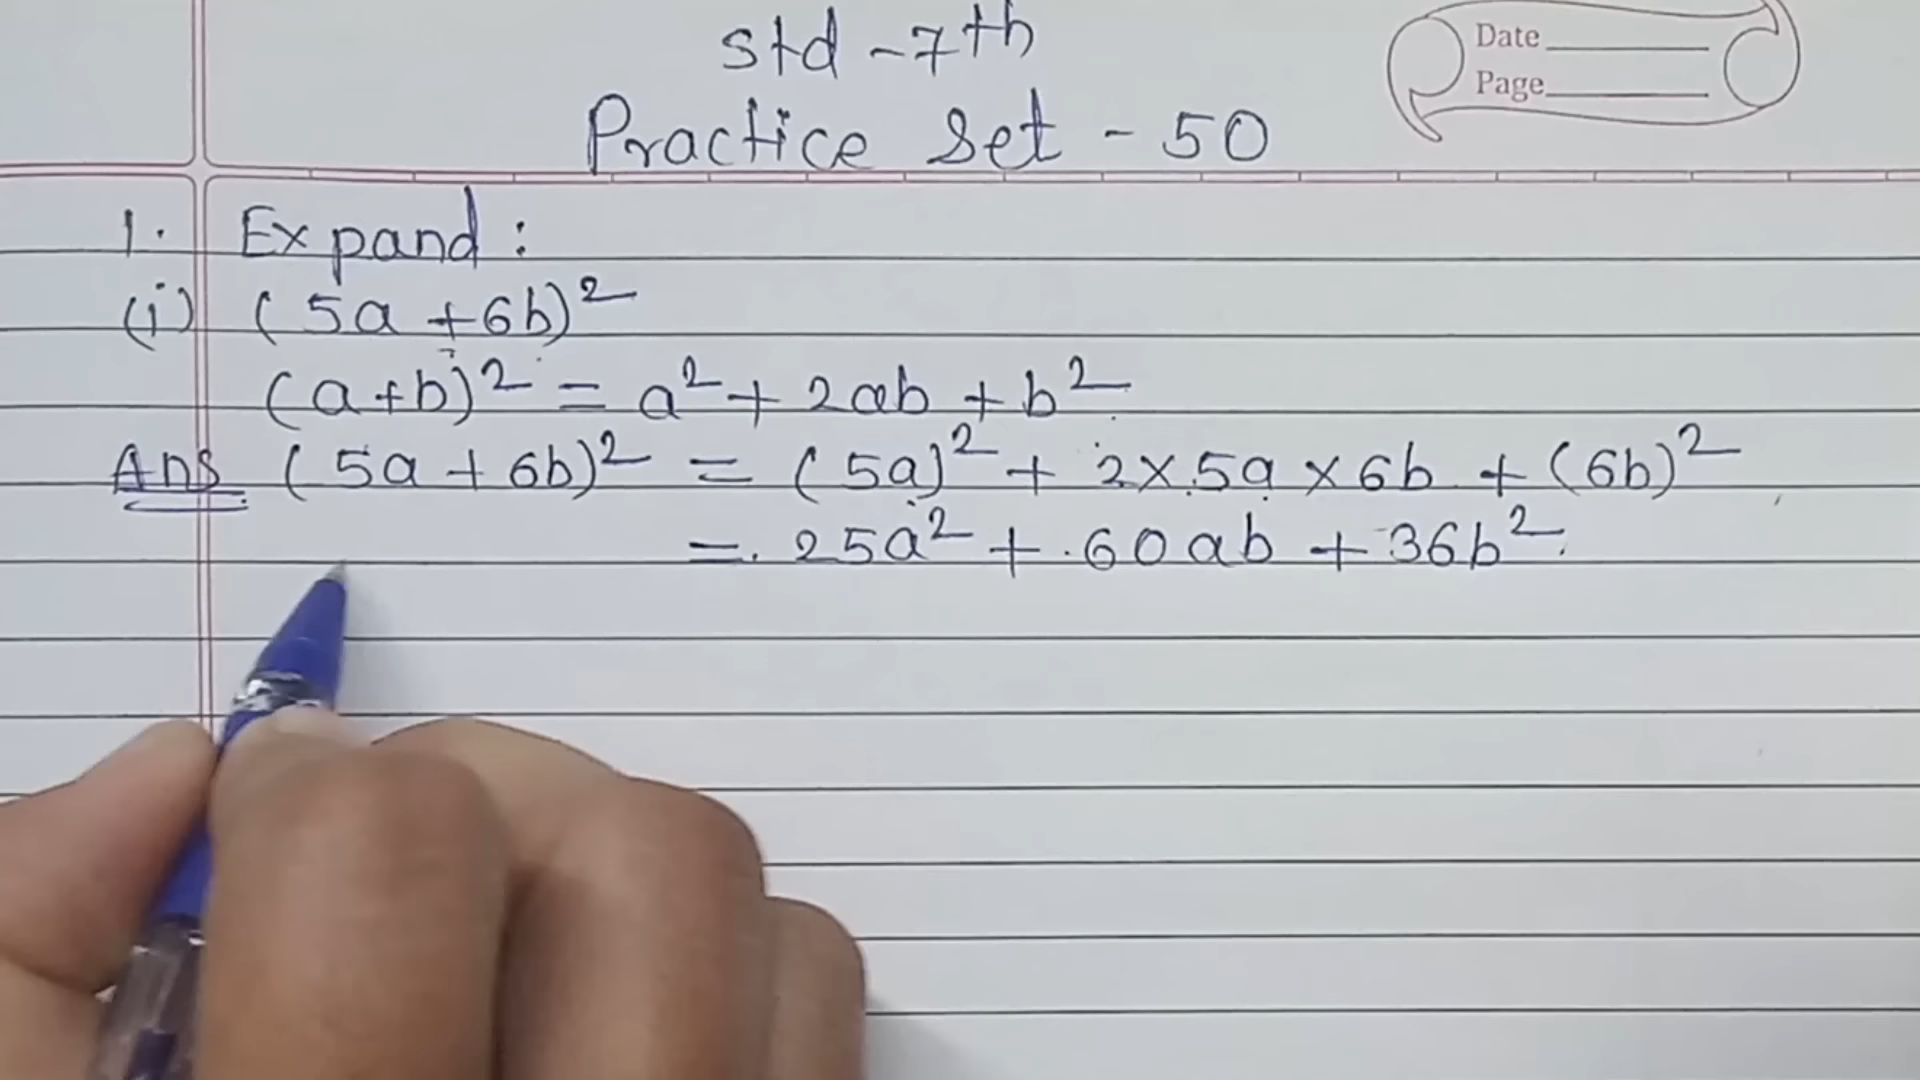 Std - 7th
Date
Page
Practice Set - 50
1. Expand :
(i) (5a + 6b)²
(a+b)² = a² + 2ab + b²
Ans (5a + 6b)² = (5a)² + 2 × 5a × 6b + (6b)²
= 25a² + 60ab + 36b²